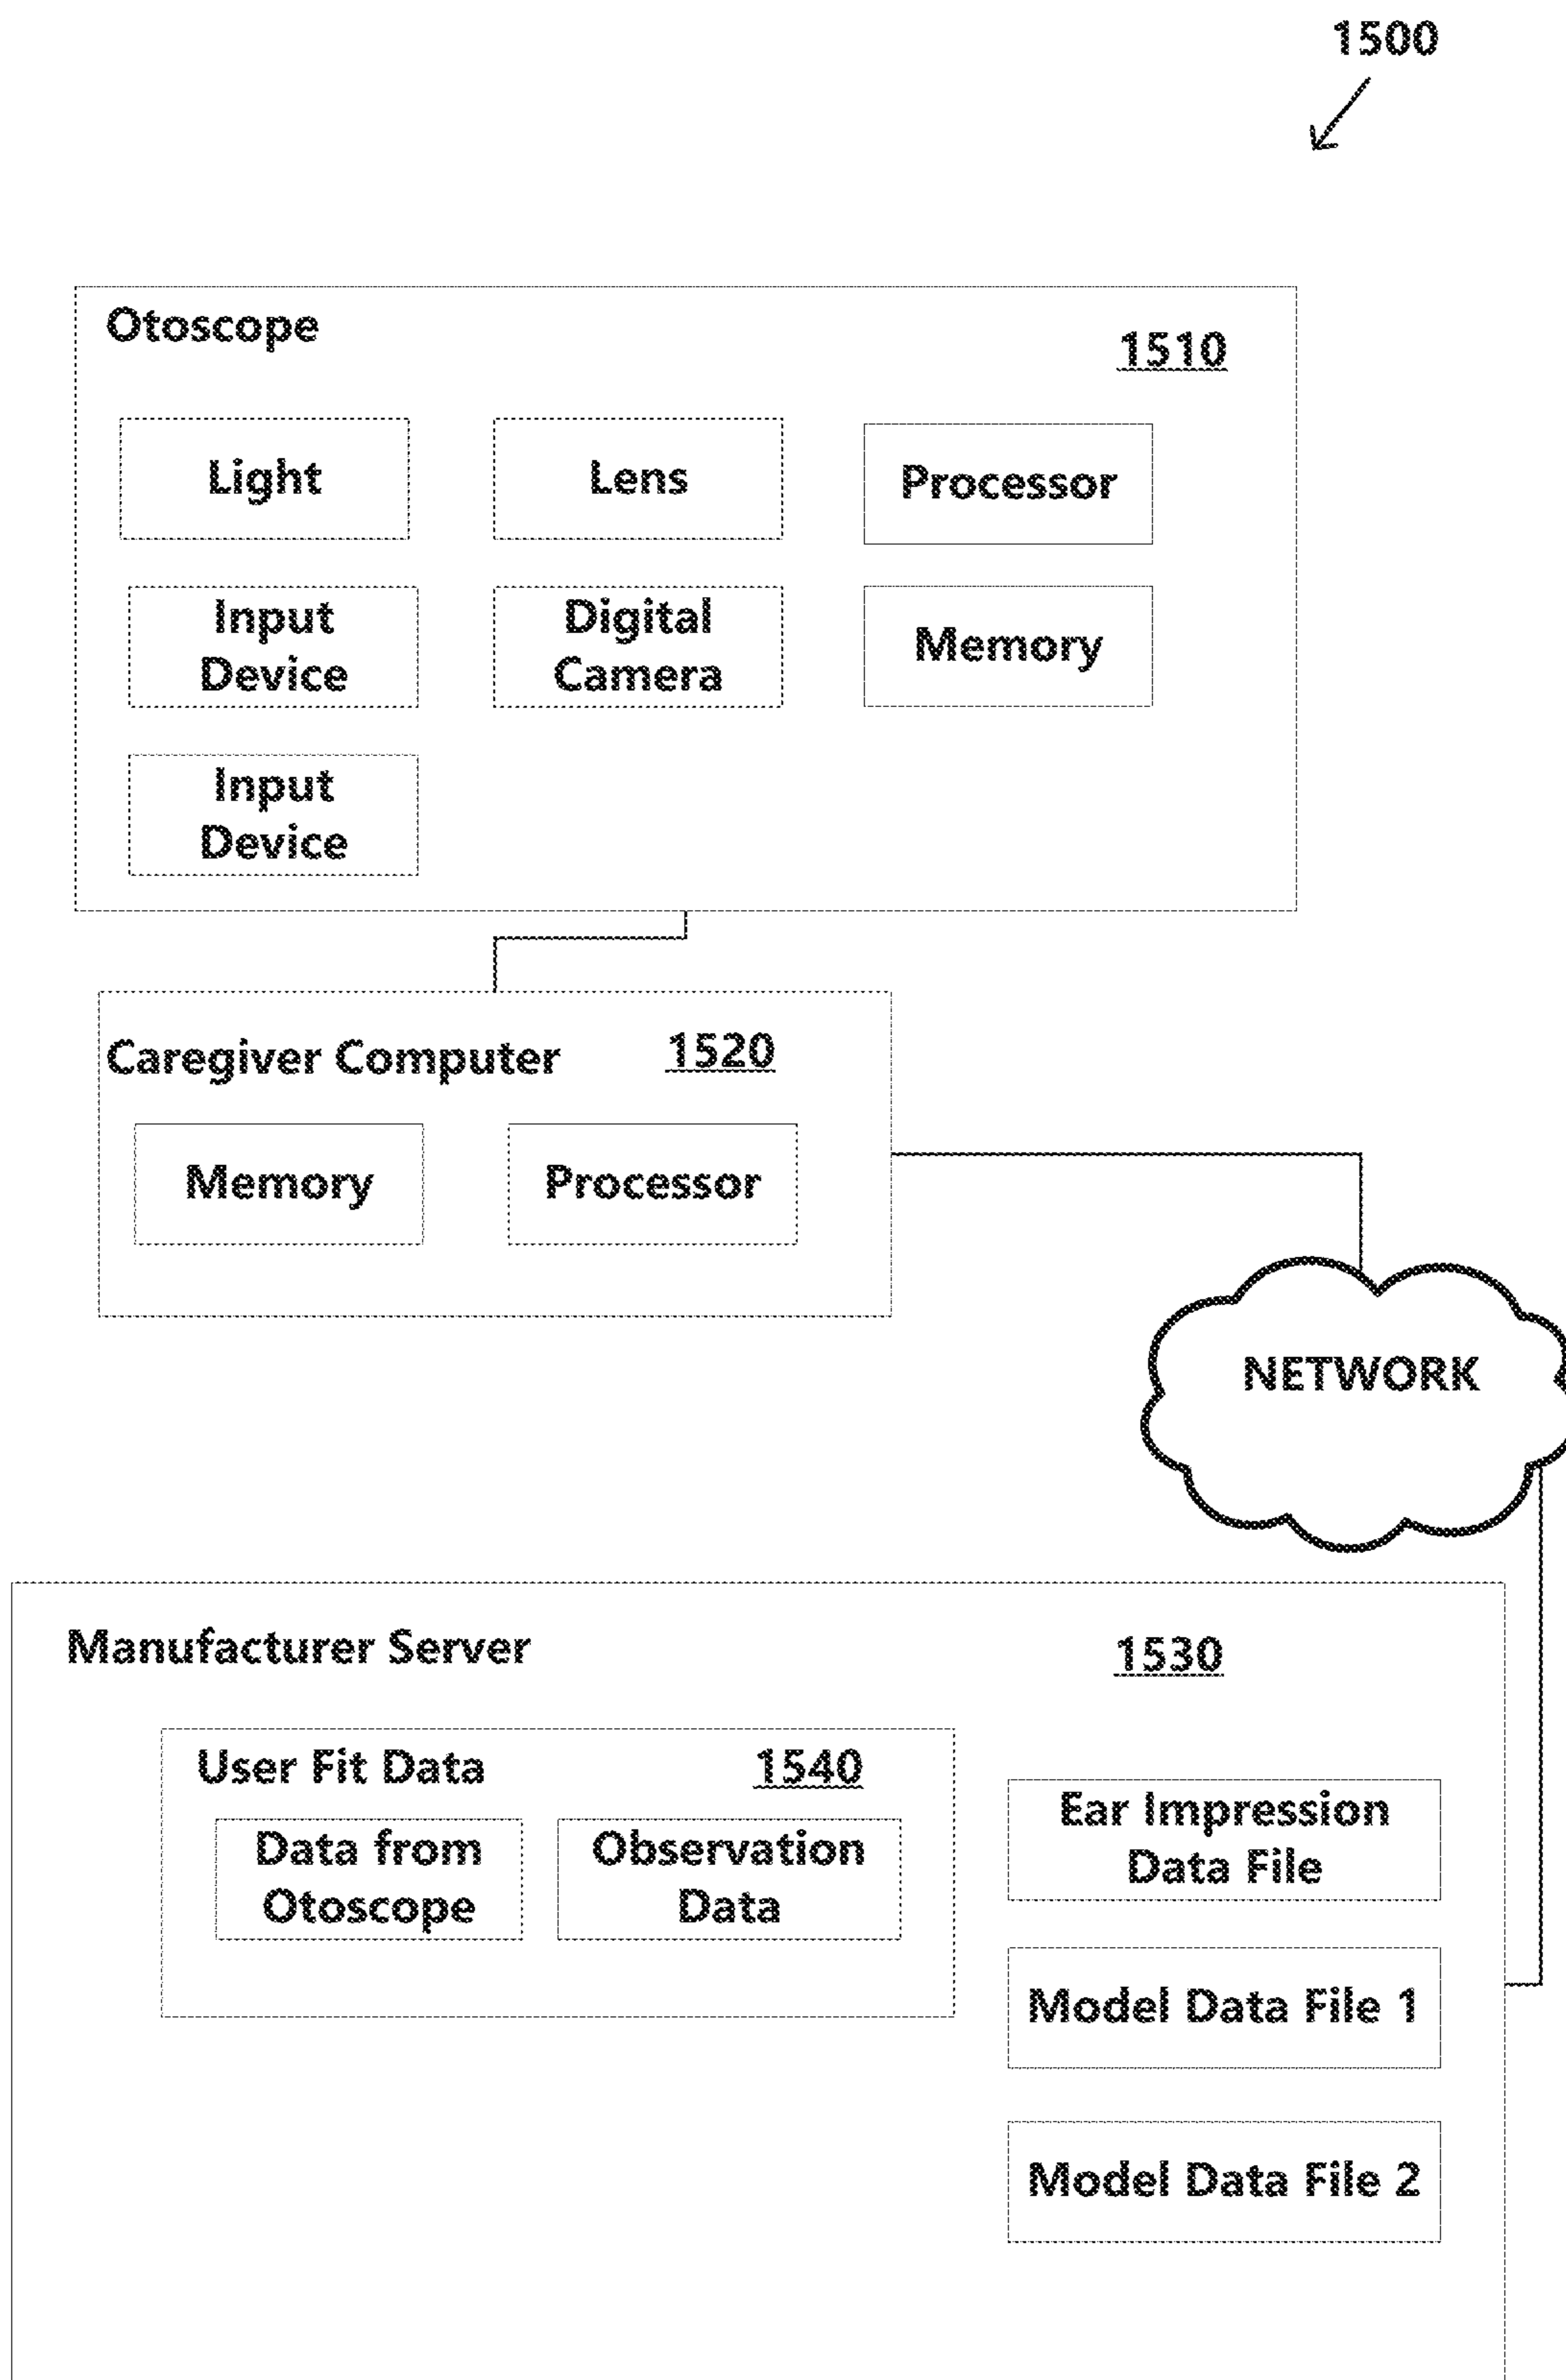 1500
Otoscope
1510
Light
Lens
Processor
Input
Device
Digital
Camera
Memory
Input
Device
Caregiver Computer
1520
Memory
Processor
NETWORK
Manufacturer Server
1530
User Fit Data
1540
Data from
Otoscope
Observation
Data
Ear Impression
Data File
Model Data File 1
Model Data File 2